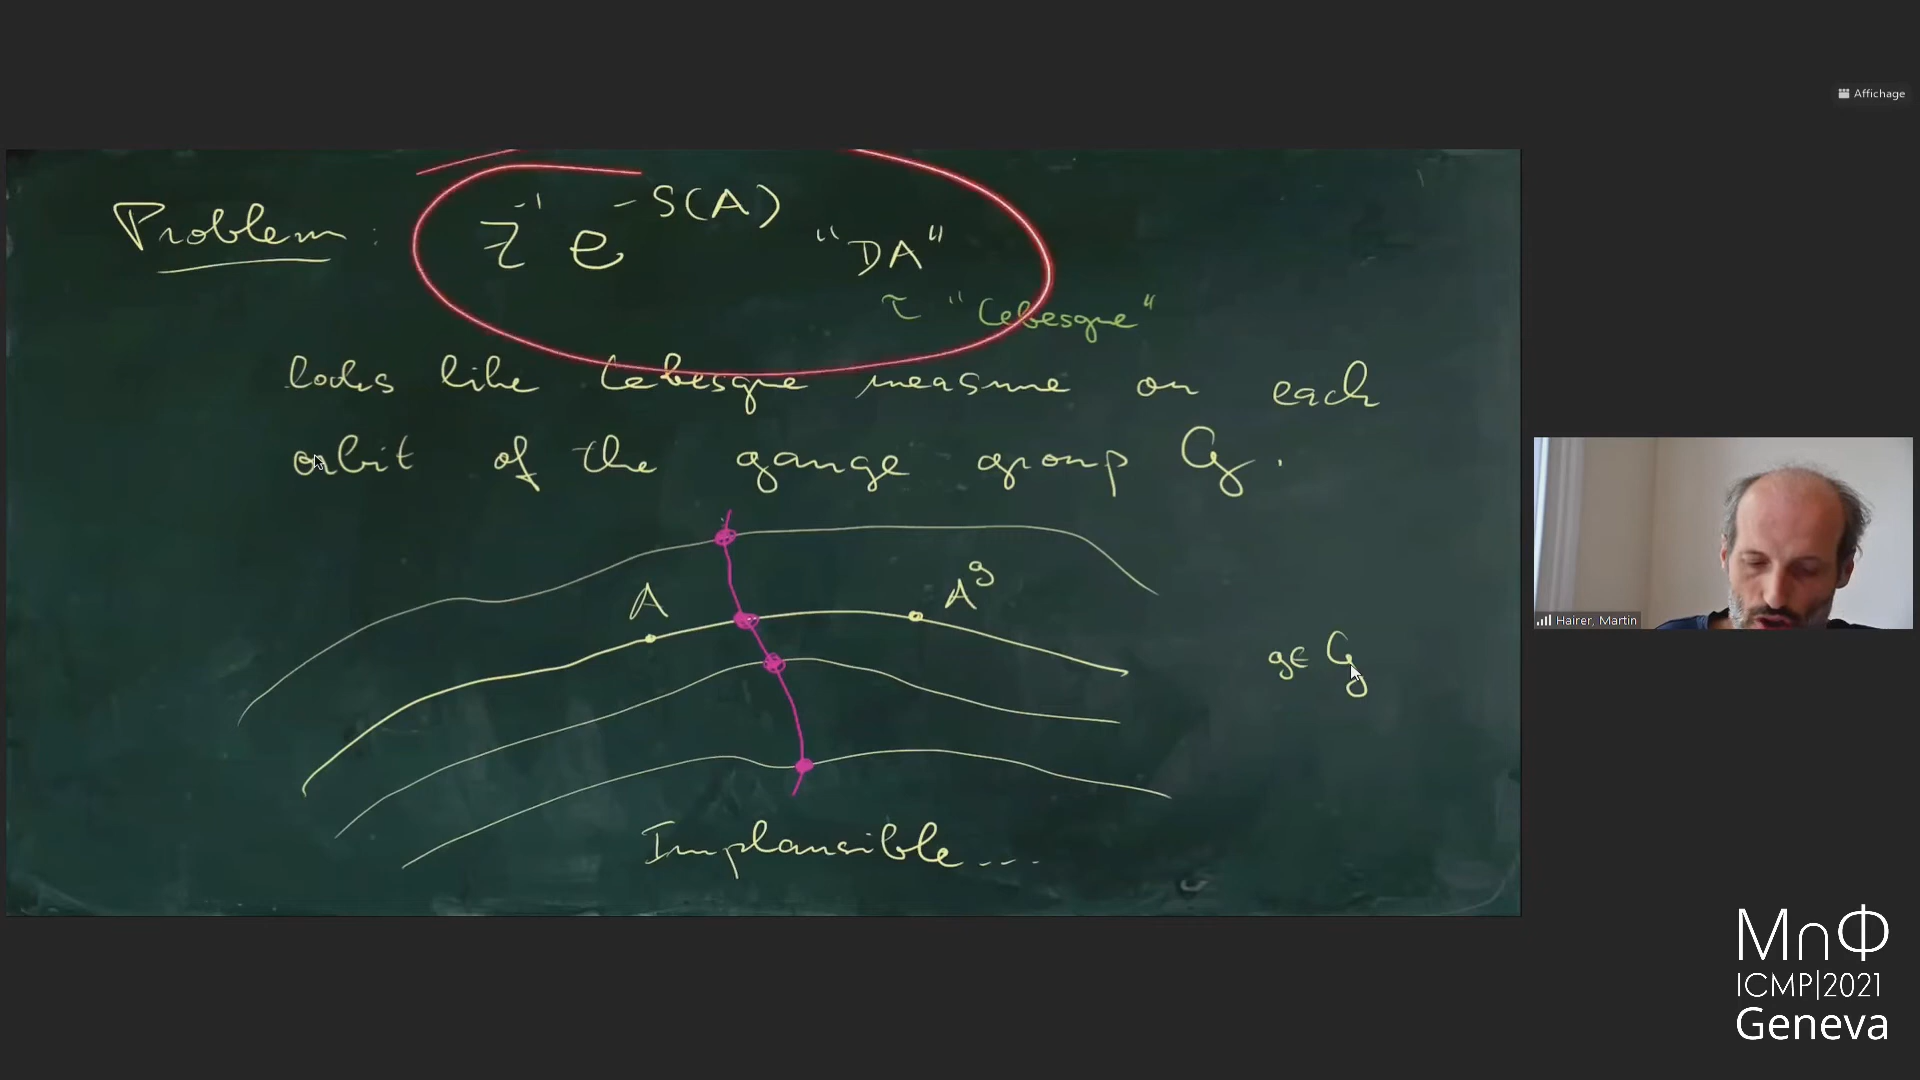 Affichage
Problem: Z⁻¹ e^{-S(A)} "DA"
"Lebesgue"
looks like Lebesgue measure on each
orbit of the gauge group G.
A A^g
g∈ G
Implausible....
Hairer, Martin
M∩Φ
ICMP|2021
Geneva